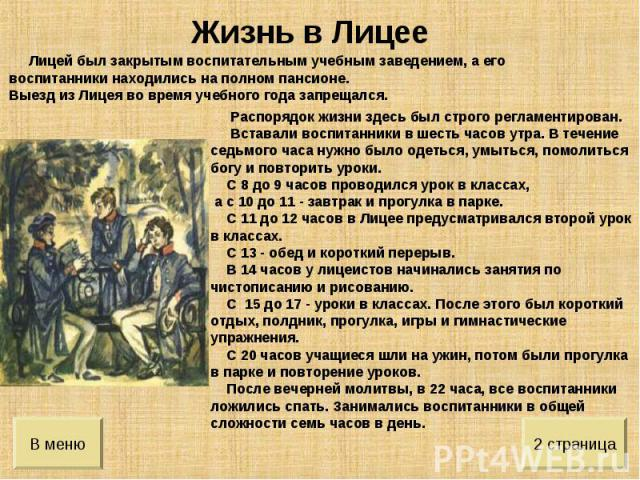 Жизнь в Лицее
Лицей был закрытым воспитательным учебным заведением, а его
воспитанники находились на полном пансионе.
Выезд из Лицея во время учебного года запрещался.
Распорядок жизни здесь был строго регламентирован.
Вставали воспитанники в шесть часов утра. В течение
седьмого часа нужно было одеться, умыться, помолиться
богу и повторить уроки.
С 8 до 9 часов проводился урок в классах,
а с 10 до 11 - завтрак и прогулка в парке.
С 11 до 12 часов в Лицее предусматривался второй урок
в классах.
С 13 - обед и короткий перерыв.
В 14 часов у лицеистов начинались занятия по
чистописанию и рисованию.
С 15 до 17 - уроки в классах. После этого был короткий
отдых, полдник, прогулка, игры и гимнастические
упражнения.
С 20 часов учащиеся шли на ужин, потом были прогулка
в парке и повторение уроков.
После вечерней молитвы, в 22 часа, все воспитанники
ложились спать. Занимались воспитанники в общей
сложности семь часов в день.
В меню
2 страница
PPt4WEB.ru